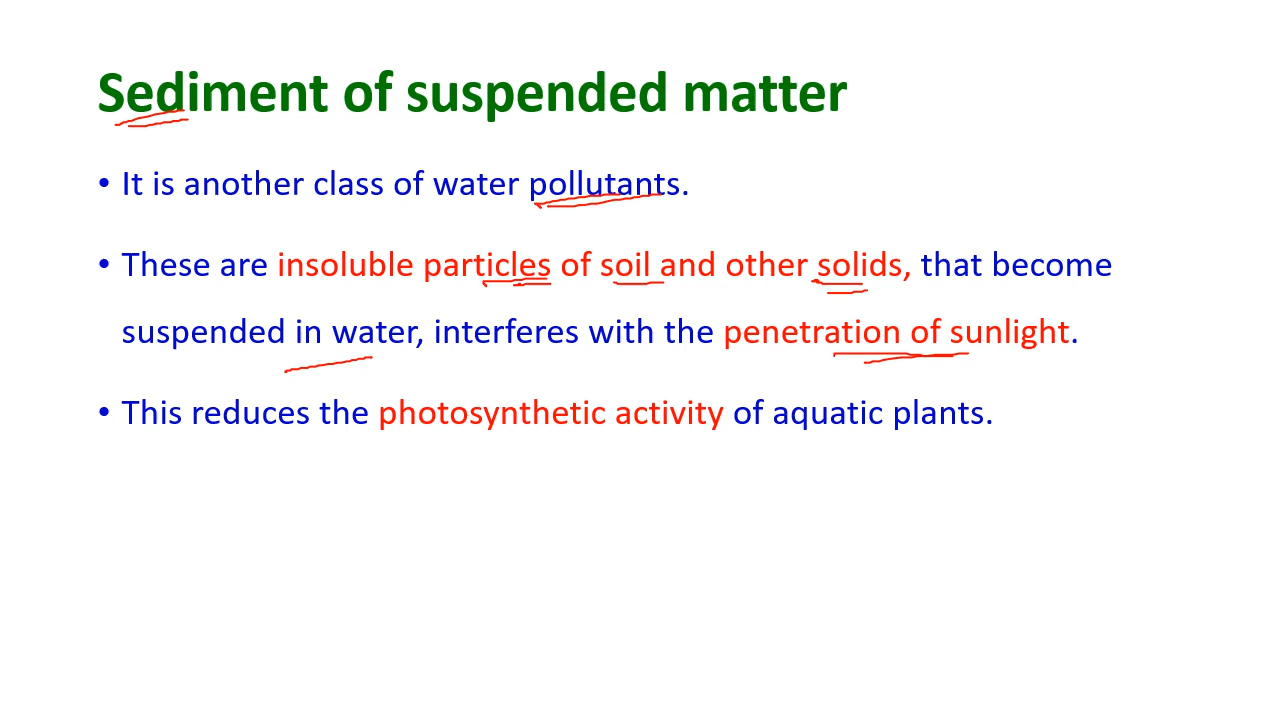 Sediment of suspended matter
• It is another class of water pollutants.
• These are insoluble particles of soil and other solids, that become
suspended in water, interferes with the penetration of sunlight.
• This reduces the photosynthetic activity of aquatic plants.